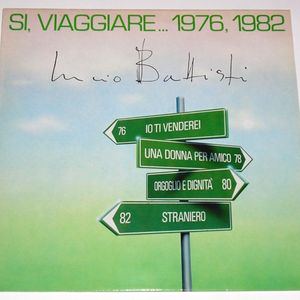 SI, VIAGGIARE... 1976, 1982
Lucio Battisti
76 IO TI VENDEREI
UNA DONNA PER AMICO 78
ORGOGLIO E DIGNITÀ 80
82 STRANIERO